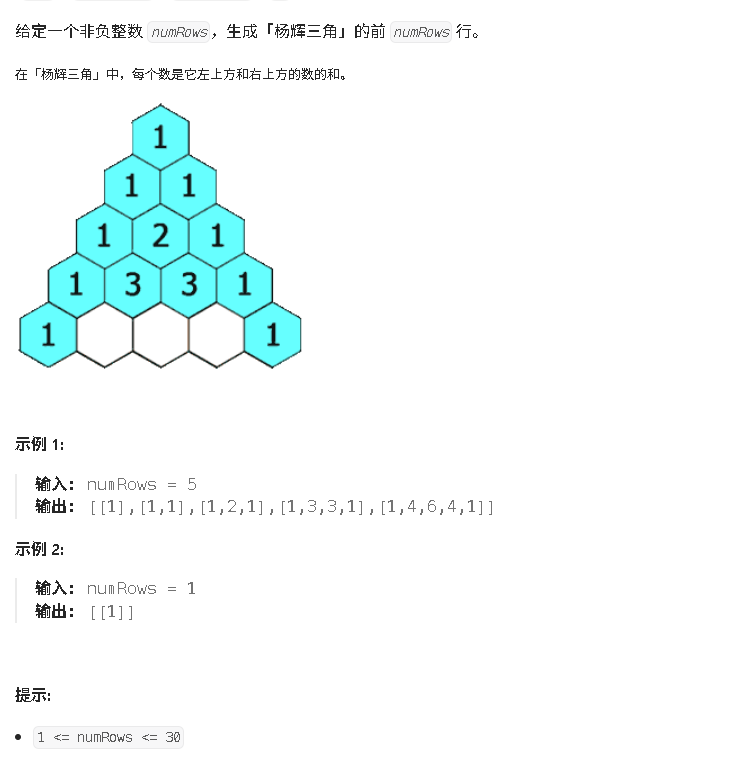 给定一个非负整数 numRows，生成「杨辉三角」的前 numRows 行。
在「杨辉三角」中，每个数是它左上方和右上方的数的和。
1
1 1
1 2 1
1 3 3 1
1 1
示例 1:
输入: numRows = 5
输出: [[1],[1,1],[1,2,1],[1,3,3,1],[1,4,6,4,1]]
示例 2:
输入: numRows = 1
输出: [[1]]
提示:
1 <= numRows <= 30